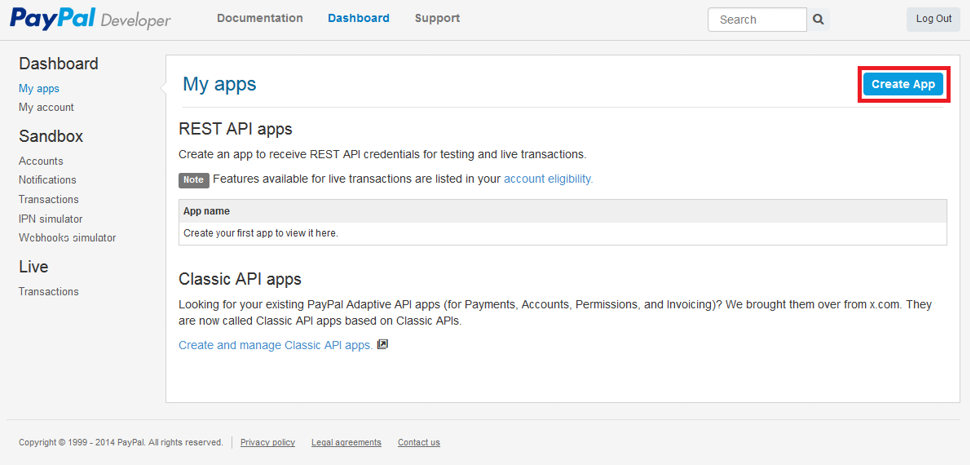 PayPal Developer
Documentation
Dashboard
Support
Search
Log Out
Dashboard
My apps
My account
Sandbox
Accounts
Notifications
Transactions
IPN simulator
Webhooks simulator
Live
Transactions
My apps
Create App
REST API apps
Create an app to receive REST API credentials for testing and live transactions.
Note Features available for live transactions are listed in your account eligibility.
App name
Create your first app to view it here.
Classic API apps
Looking for your existing PayPal Adaptive API apps (for Payments, Accounts, Permissions, and Invoicing)? We brought them over from x.com. They
are now called Classic API apps based on Classic APIs.
Create and manage Classic API apps.
Copyright © 1999 - 2014 PayPal. All rights reserved.
Privacy policy
Legal agreements
Contact us